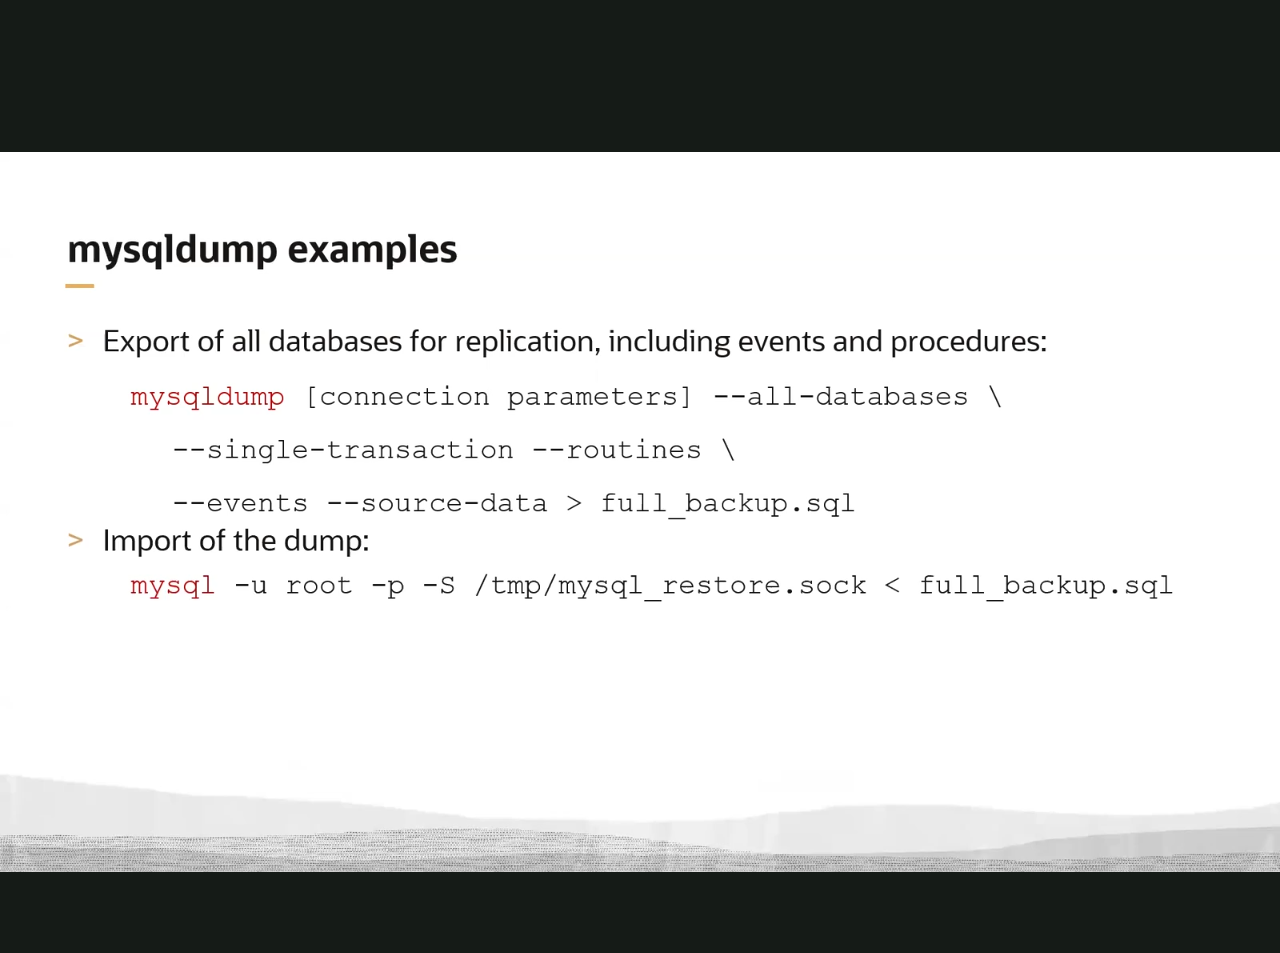 mysqldump examples
> Export of all databases for replication, including events and procedures:
mysqldump [connection parameters] --all-databases \
--single-transaction --routines \
--events --source-data > full_backup.sql
> Import of the dump:
mysql -u root -p -S /tmp/mysql_restore.sock < full_backup.sql